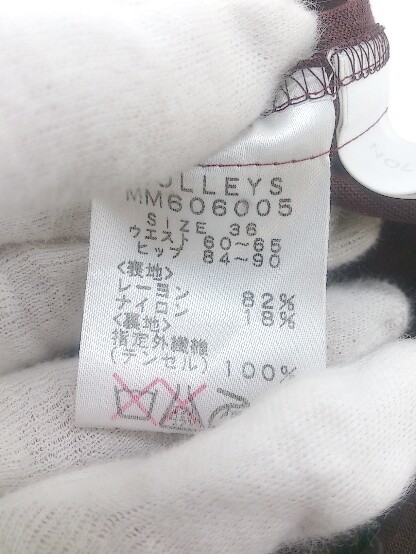 OLLEYS
MM606005
SIZE 36
ウエスト 60~65
ヒップ 84~90
<表地>
レーヨン 82%
ナイロン 18%
<裏地>
指定外繊維
(テンセル) 100%